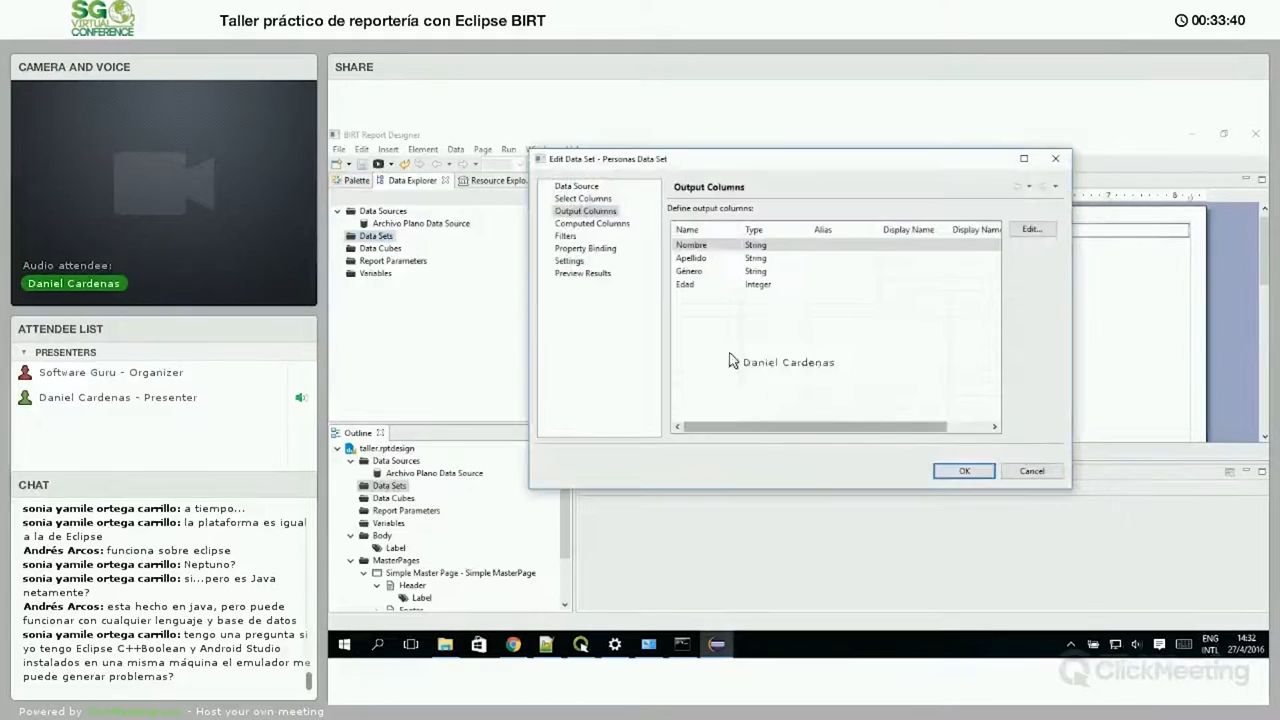 SG
VIRTUAL
CONFERENCE
Taller práctico de reportería con Eclipse BIRT
00:33:40
CAMERA AND VOICE
Audio attendee:
Daniel Cardenas
ATTENDEE LIST
PRESENTERS
Software Guru - Organizer
Daniel Cardenas - Presenter
CHAT
sonia yamile ortega carrillo: a tiempo...
sonia yamile ortega carrillo: la plataforma es igual
a la de Eclipse
Andrés Arcos: funciona sobre eclipse
sonia yamile ortega carrillo: Neptuno?
sonia yamile ortega carrillo: si...pero es Java
netamente?
Andrés Arcos: esta hecho en java, pero puede
funcionar con cualquier lenguaje y base de datos
sonia yamile ortega carrillo: tengo una pregunta si
yo tengo Eclipse C++Boolean y Android Studio
instalados en una misma máquina el emulador me
puede generar problemas?
Powered by
- Host your own meeting
SHARE
BIRT Report Designer
File Edit Insert Element Data Page Run
Palette Data Explorer Resource Explo
Data Sources
Archivo Plano Data Source
Data Sets
Data Cubes
Report Parameters
Variables
Outline
taller.rptdesign
Data Sources
Archivo Plano Data Source
Data Sets
Data Cubes
Report Parameters
Variables
Body
Label
MasterPages
Simple Master Page - Simple MasterPage
Header
Label
Edit Data Set - Personas Data Set
Data Source
Select Columns
Output Columns
Computed Columns
Filters
Property Binding
Settings
Preview Results
Output Columns
Define output columns:
Name Type Alias Display Name Display Name
Nombre String
Apellido String
Género String
Edad Integer
Edit...
Daniel Cardenas
OK Cancel
7 8
ENG
INTL
14:32
27/4/2016
ClickMeeting